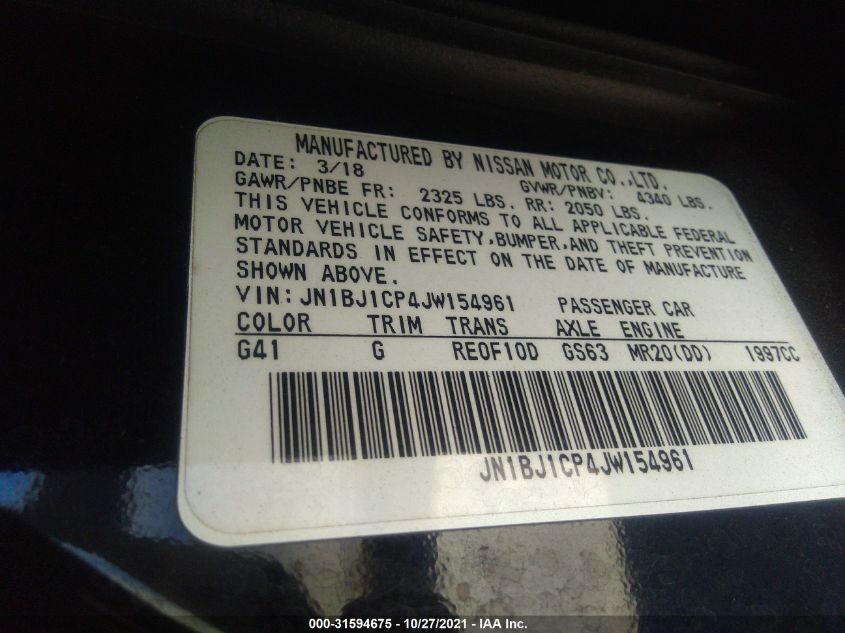 MANUFACTURED BY NISSAN MOTOR CO.,LTD.
DATE: 3/18 GVWR/PNBV: 4340 LBS.
GAWR/PNBE FR: 2325 LBS. RR: 2050 LBS.
THIS VEHICLE CONFORMS TO ALL APPLICABLE FEDERAL
MOTOR VEHICLE SAFETY,BUMPER,AND THEFT PREVENTION
STANDARDS IN EFFECT ON THE DATE OF MANUFACTURE
SHOWN ABOVE.
VIN: JN1BJ1CP4JW154961 PASSENGER CAR
COLOR TRIM TRANS AXLE ENGINE
G41 G RE0F10D GS63 MR20(DD) 1997CC
JN1BJ1CP4JW154961
000-31594675 - 10/27/2021 - IAA Inc.